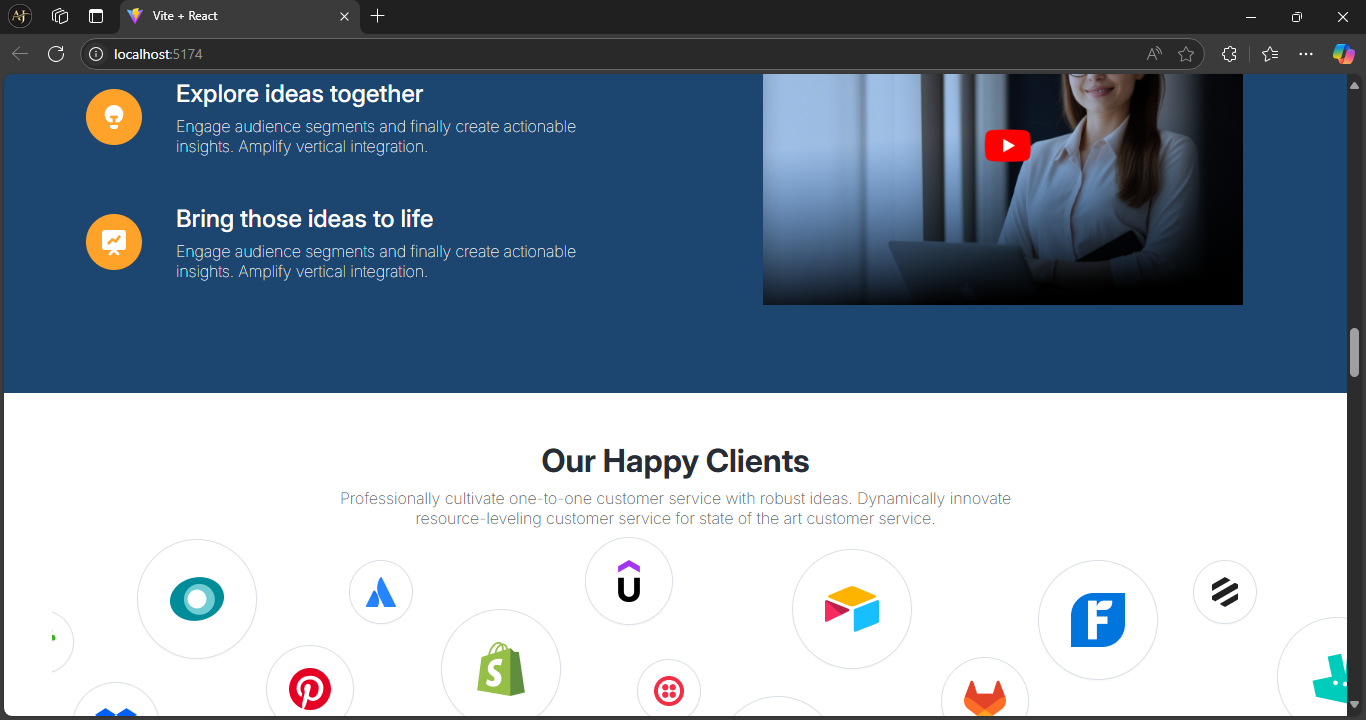 Vite + React
localhost:5174
Explore ideas together
Engage audience segments and finally create actionable
insights. Amplify vertical integration.
Bring those ideas to life
Engage audience segments and finally create actionable
insights. Amplify vertical integration.
Our Happy Clients
Professionally cultivate one-to-one customer service with robust ideas. Dynamically innovate
resource-leveling customer service for state of the art customer service.